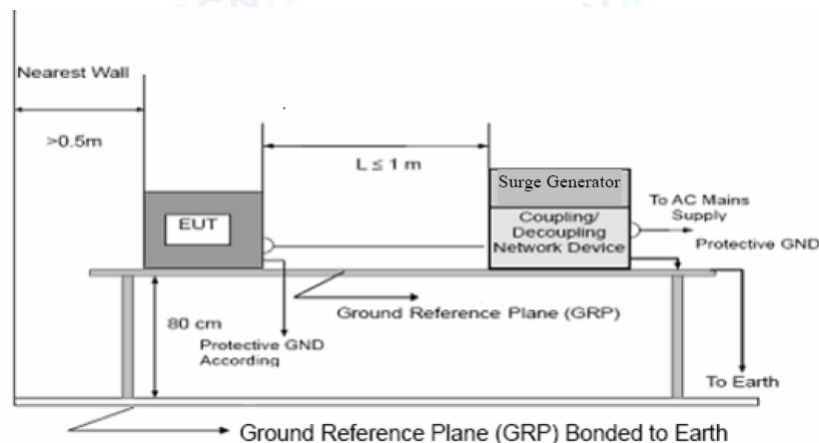 Nearest Wall
>0.5m
L ≤ 1 m
EUT
Surge Generator
Coupling/
Decoupling
Network Device
To AC Mains
Supply
Protective GND
Ground Reference Plane (GRP)
80 cm
Protective GND
According
To Earth
Ground Reference Plane (GRP) Bonded to Earth